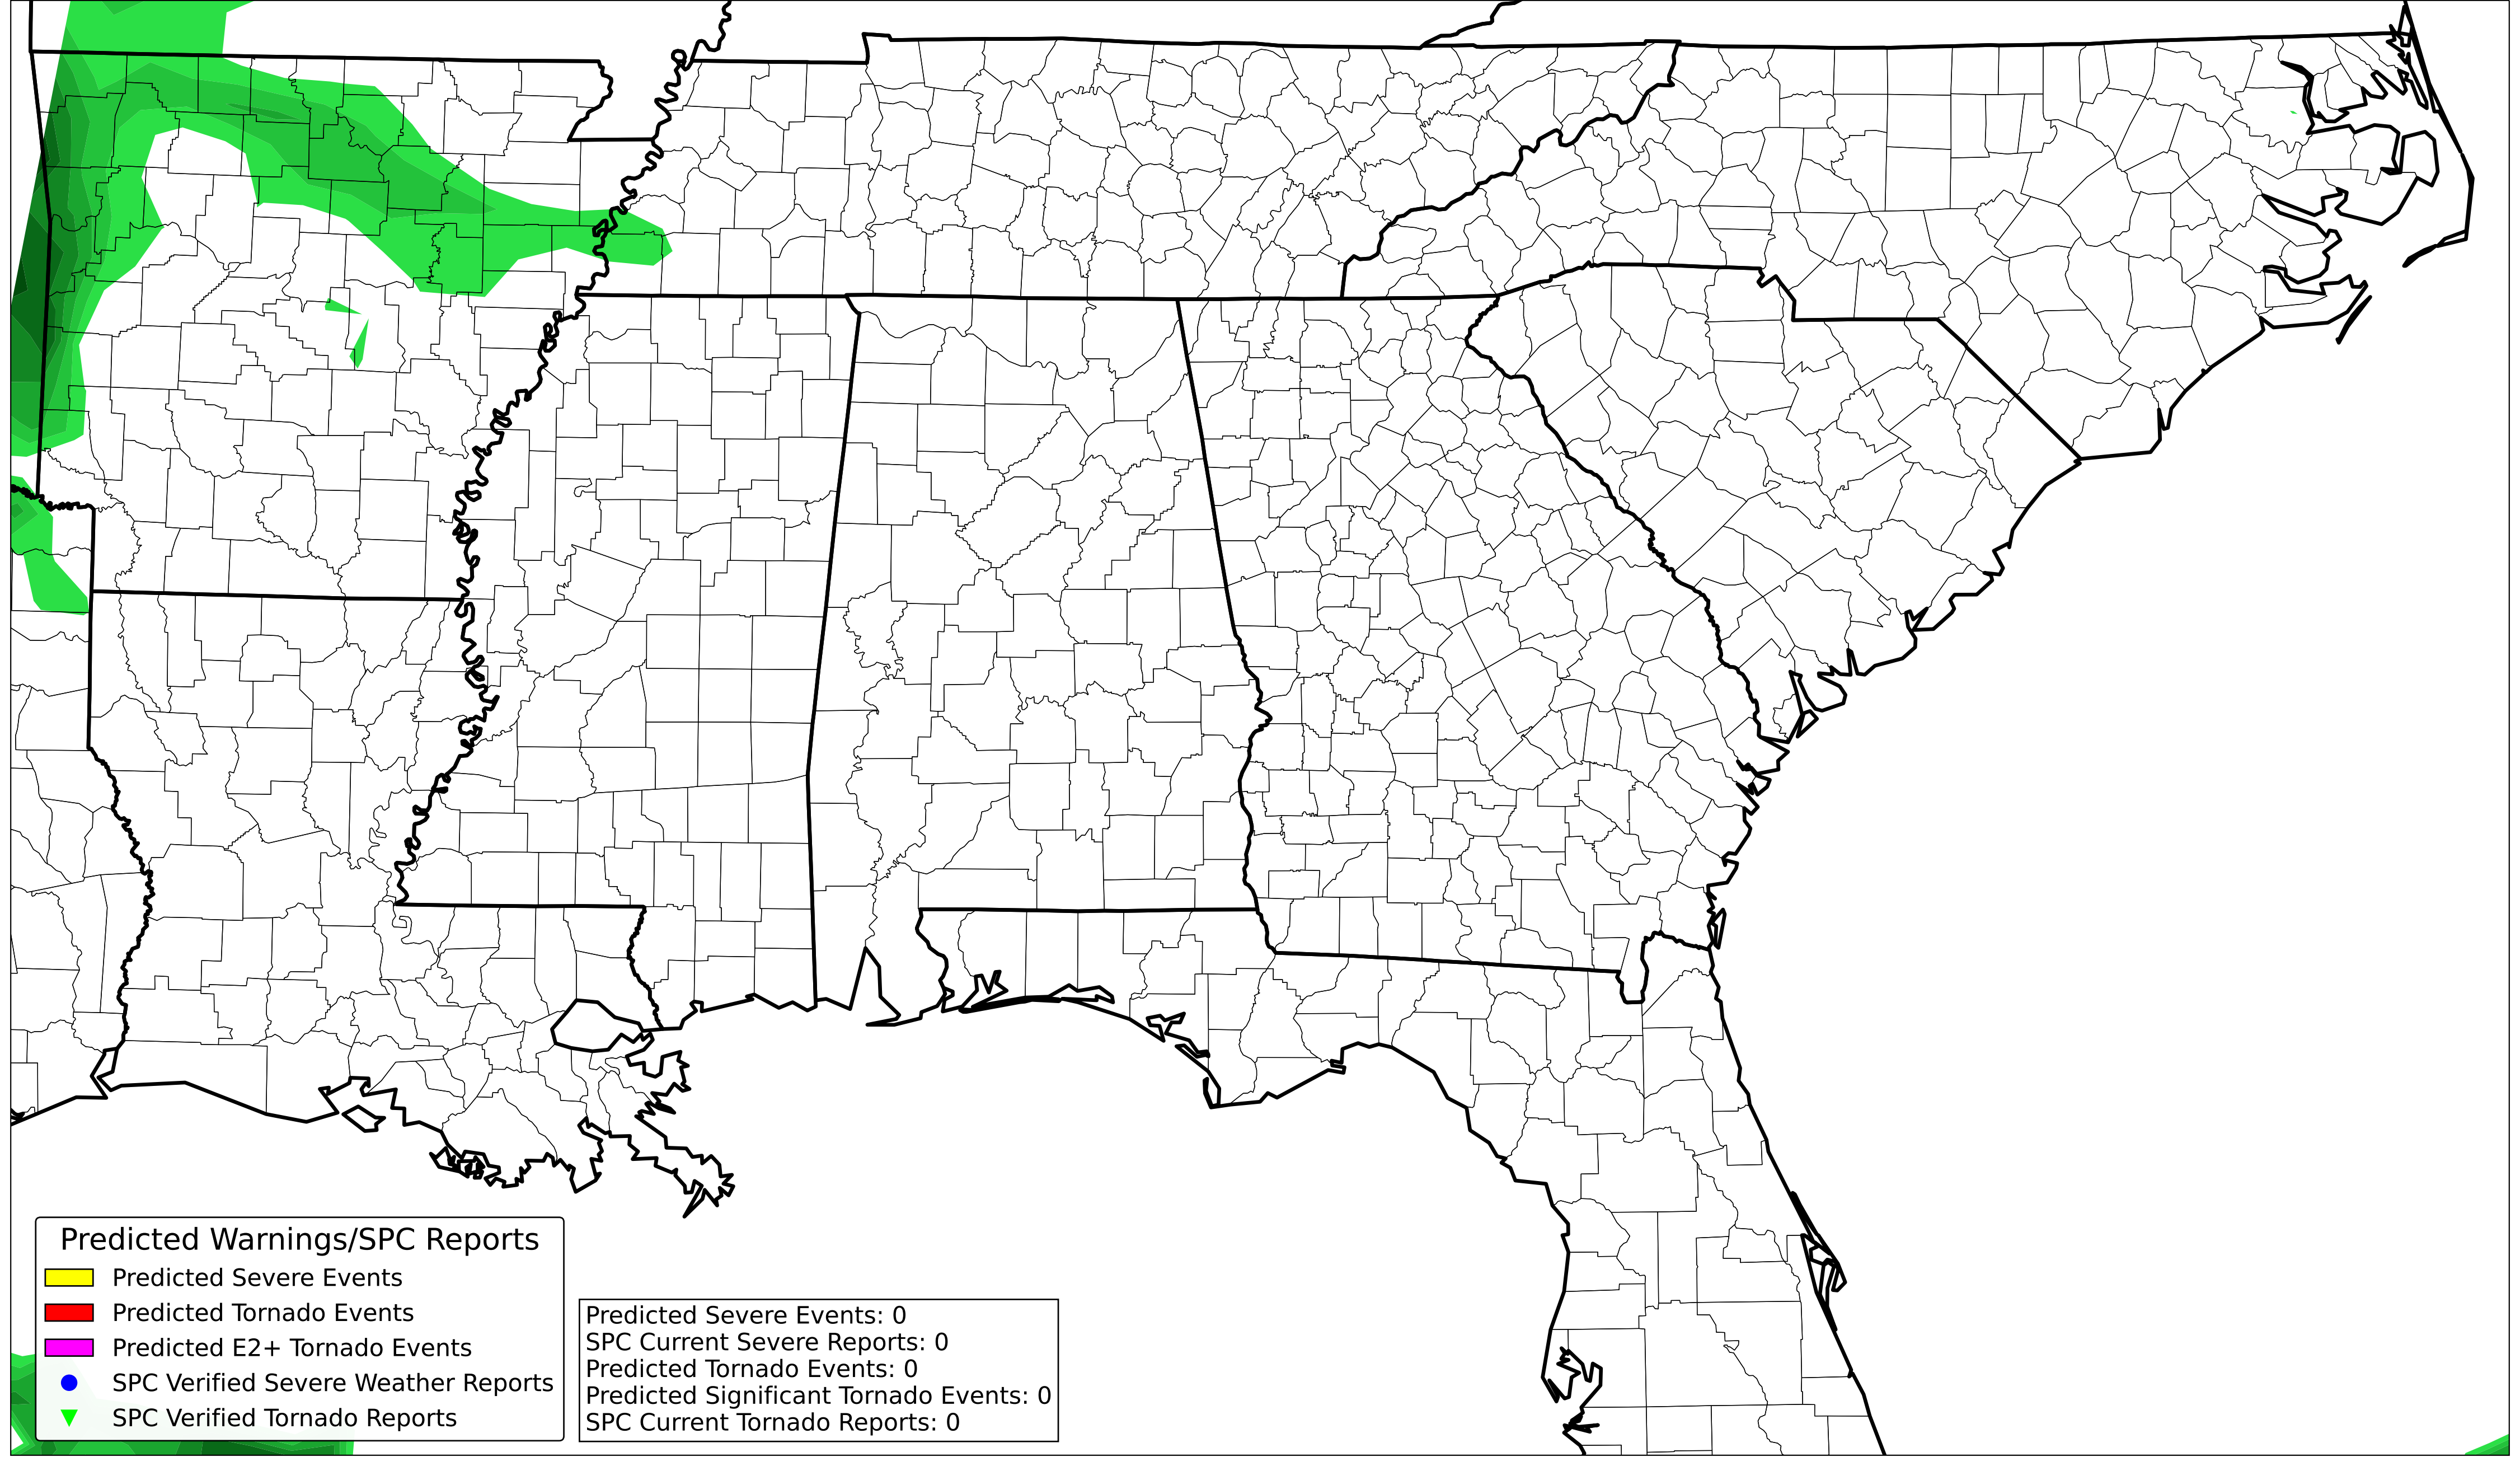 Predicted Warnings/SPC Reports
Predicted Severe Events
Predicted Tornado Events
Predicted E2+ Tornado Events
SPC Verified Severe Weather Reports
SPC Verified Tornado Reports
Predicted Severe Events: 0
SPC Current Severe Reports: 0
Predicted Tornado Events: 0
Predicted Significant Tornado Events: 0
SPC Current Tornado Reports: 0